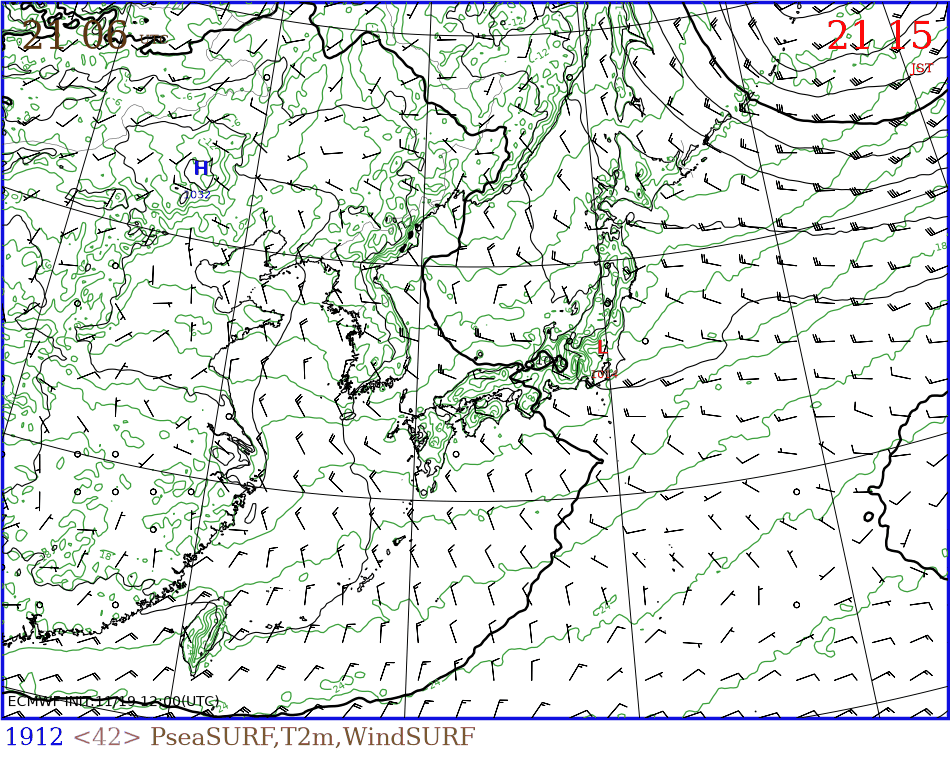 21 06
21 15
JST
H
1032
L
ECMWF INIT:11/19 12:00(UTC)
1912 <42> PseaSURF,T2m,WindSURF